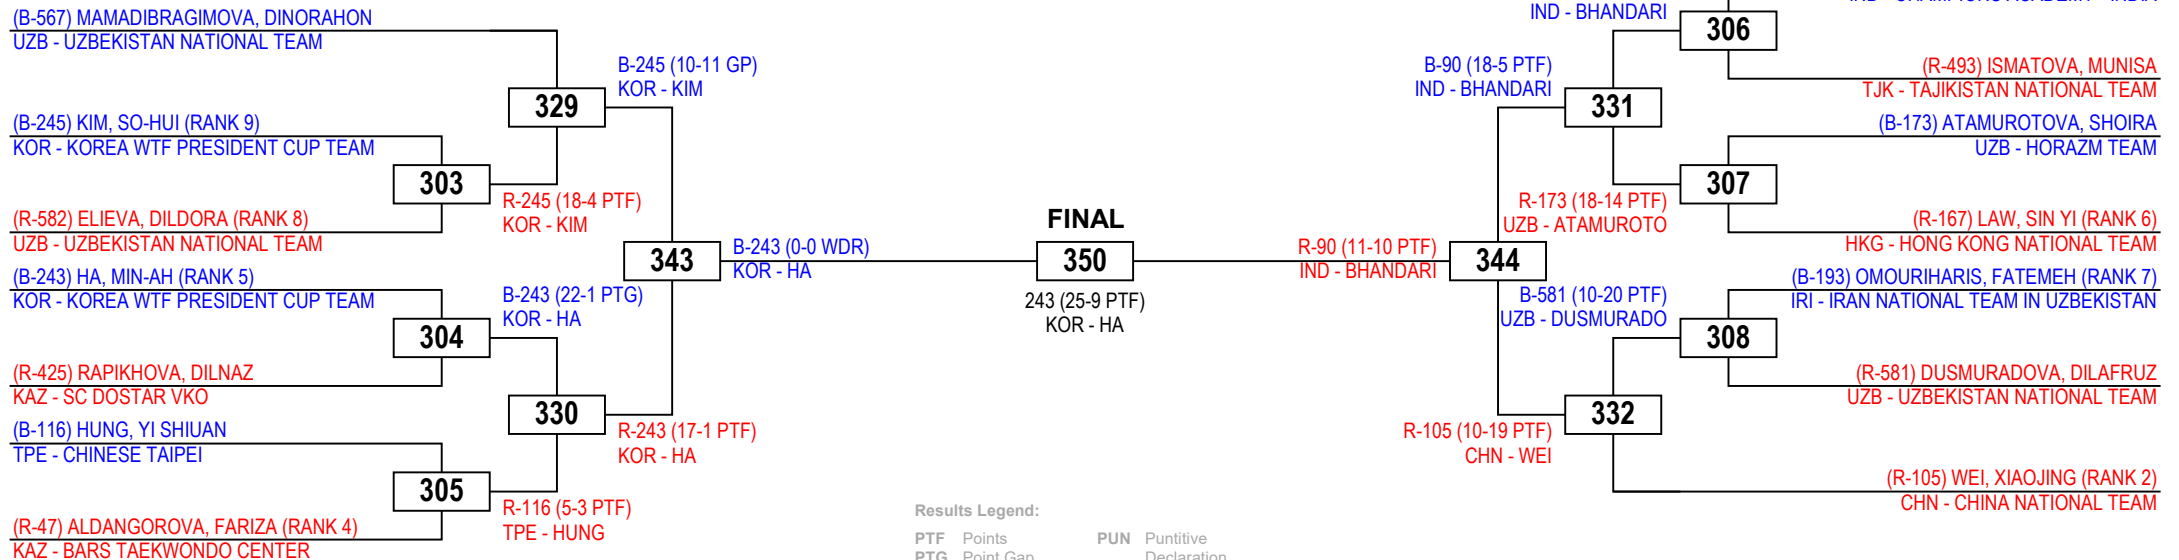 (B-567) MAMADIBRAGIMOVA, DINORAHON
UZB - UZBEKISTAN NATIONAL TEAM
329
B-245 (10-11 GP)
KOR - KIM
(B-245) KIM, SO-HUI (RANK 9)
KOR - KOREA WTF PRESIDENT CUP TEAM
303
R-245 (18-4 PTF)
KOR - KIM
(R-582) ELIEVA, DILDORA (RANK 8)
UZB - UZBEKISTAN NATIONAL TEAM
343
B-243 (0-0 WDR)
KOR - HA
(B-243) HA, MIN-AH (RANK 5)
KOR - KOREA WTF PRESIDENT CUP TEAM
304
B-243 (22-1 PTG)
KOR - HA
(R-425) RAPIKHOVA, DILNAZ
KAZ - SC DOSTAR VKO
330
R-243 (17-1 PTF)
KOR - HA
(B-116) HUNG, YI SHIUAN
TPE - CHINESE TAIPEI
305
R-116 (5-3 PTF)
TPE - HUNG
(R-47) ALDANGOROVA, FARIZA (RANK 4)
KAZ - BARS TAEKWONDO CENTER
FINAL
350
243 (25-9 PTF)
KOR - HA
IND - BHANDARI
306
(R-493) ISMATOVA, MUNISA
TJK - TAJIKISTAN NATIONAL TEAM
B-90 (18-5 PTF)
IND - BHANDARI
331
(B-173) ATAMUROTOVA, SHOIRA
UZB - HORAZM TEAM
307
R-173 (18-14 PTF)
UZB - ATAMUROTO
(R-167) LAW, SIN YI (RANK 6)
HKG - HONG KONG NATIONAL TEAM
R-90 (11-10 PTF)
IND - BHANDARI
344
(B-193) OMOURIHARIS, FATEMEH (RANK 7)
IRI - IRAN NATIONAL TEAM IN UZBEKISTAN
B-581 (10-20 PTF)
UZB - DUSMURADO
308
(R-581) DUSMURADOVA, DILAFRUZ
UZB - UZBEKISTAN NATIONAL TEAM
332
R-105 (10-19 PTF)
CHN - WEI
(R-105) WEI, XIAOJING (RANK 2)
CHN - CHINA NATIONAL TEAM
Results Legend:
PTF Points PUN Puntitive
PTG Point Gap Declaration